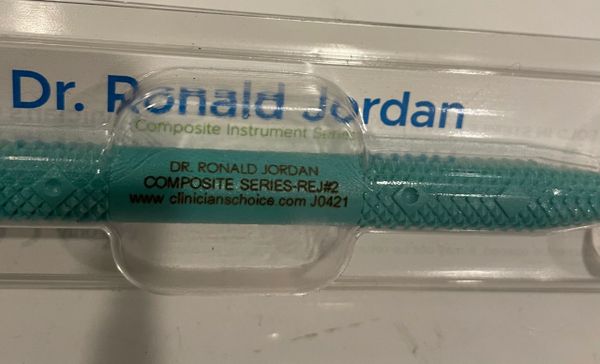 Dr. Ronald Jordan
Composite Instrument Series
DR. RONALD JORDAN
COMPOSITE SERIES-REJ#2
www.clinicianschoice.com J0421